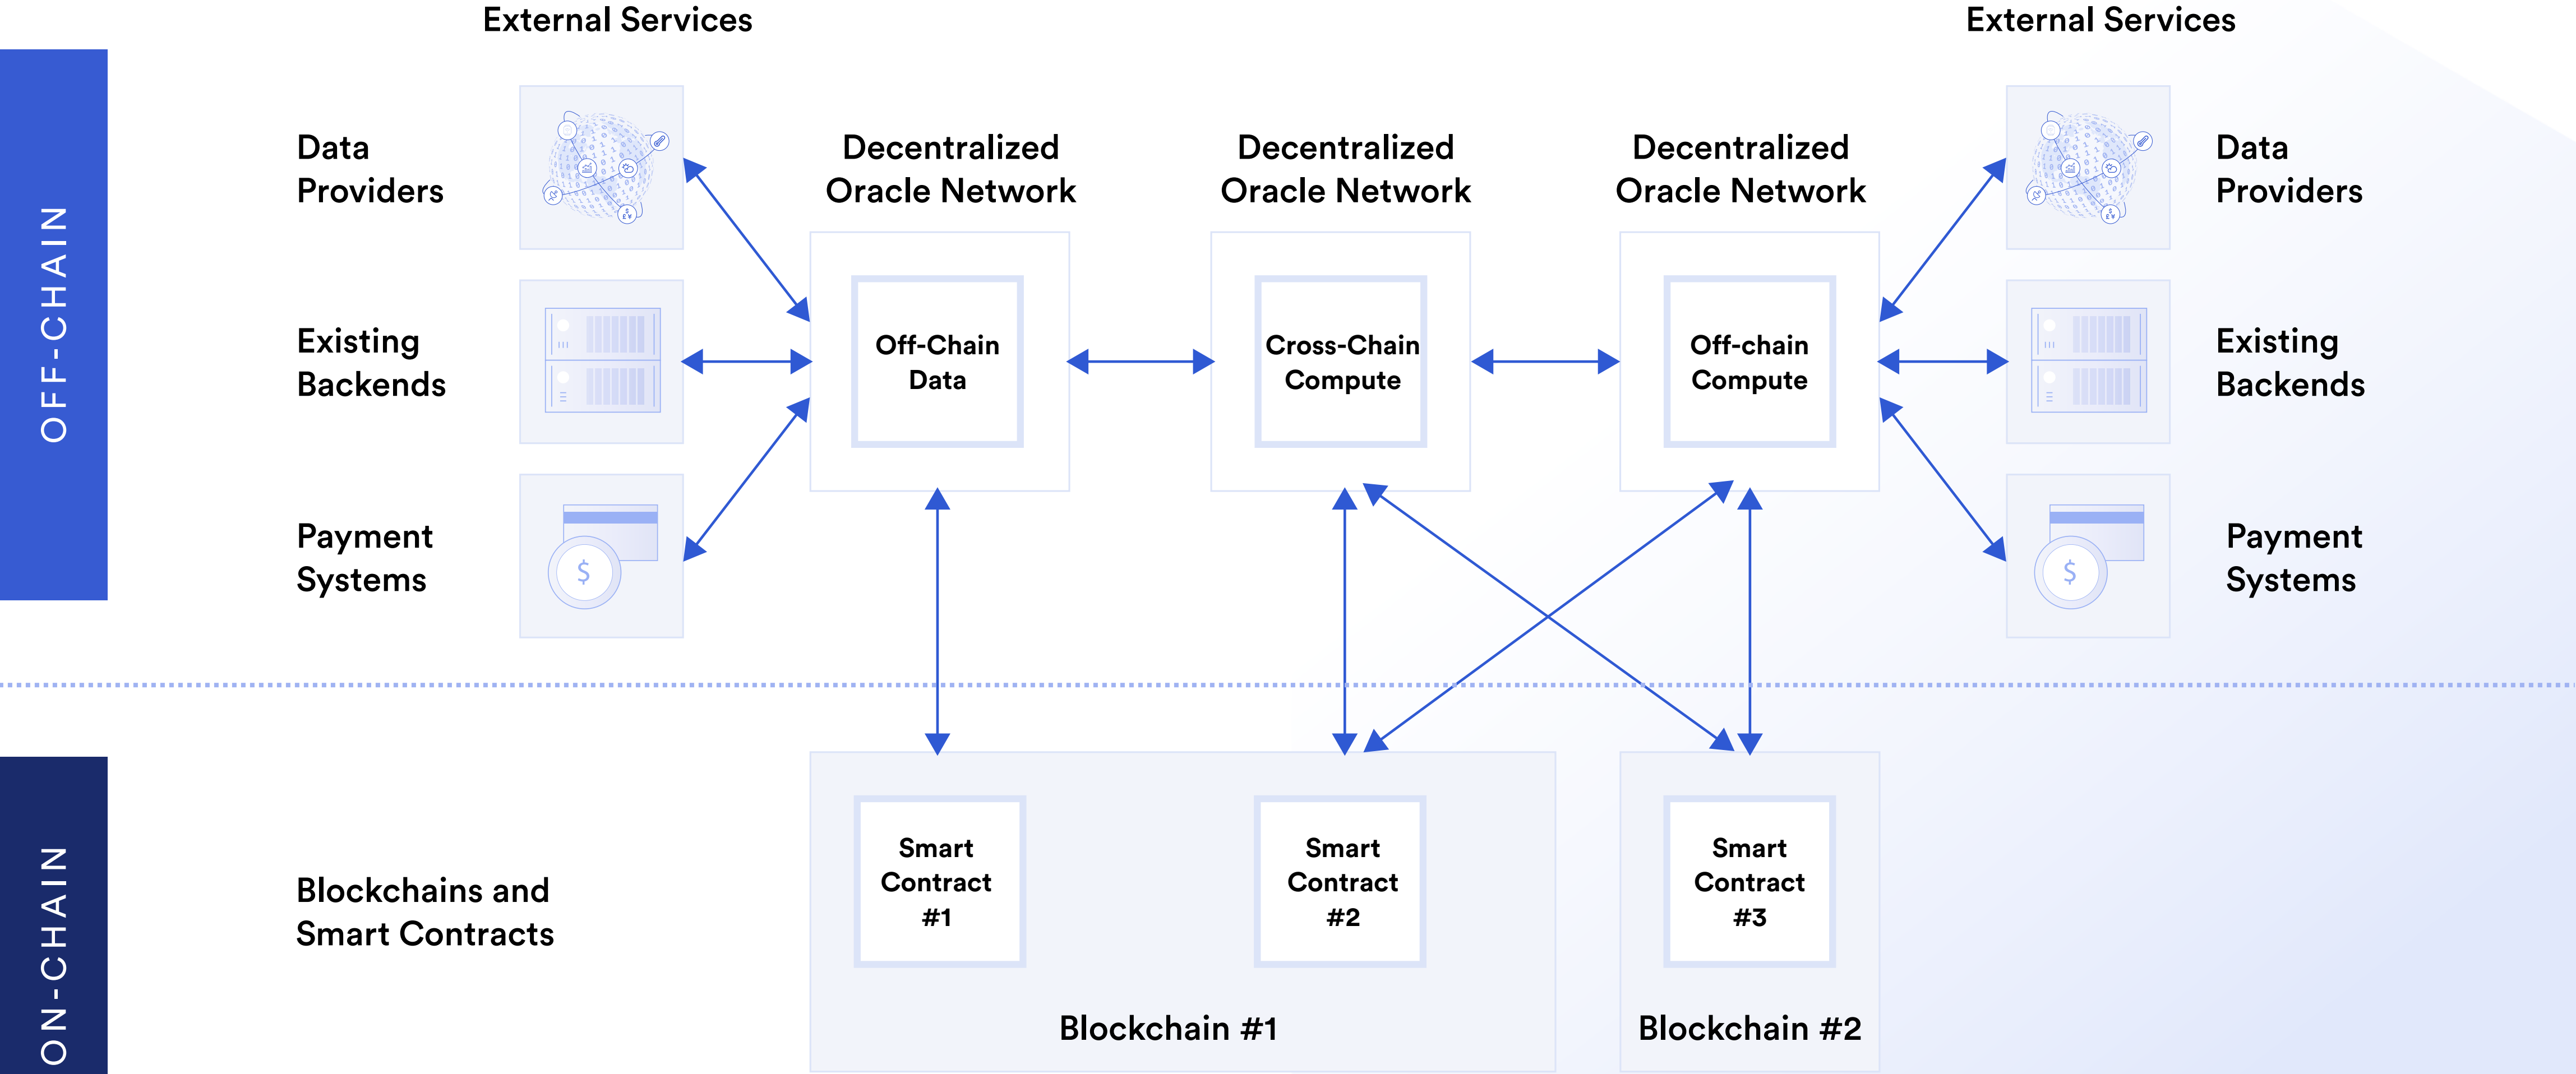 External Services
External Services
OFF-CHAIN
Data
Providers
Existing
Backends
Payment
Systems
$
Decentralized
Oracle Network
Off-Chain
Data
Decentralized
Oracle Network
Cross-Chain
Compute
Decentralized
Oracle Network
Off-chain
Compute
Data
Providers
Existing
Backends
Payment
Systems
$
ON-CHAIN
Blockchains and
Smart Contracts
Smart
Contract
#1
Smart
Contract
#2
Blockchain #1
Smart
Contract
#3
Blockchain #2